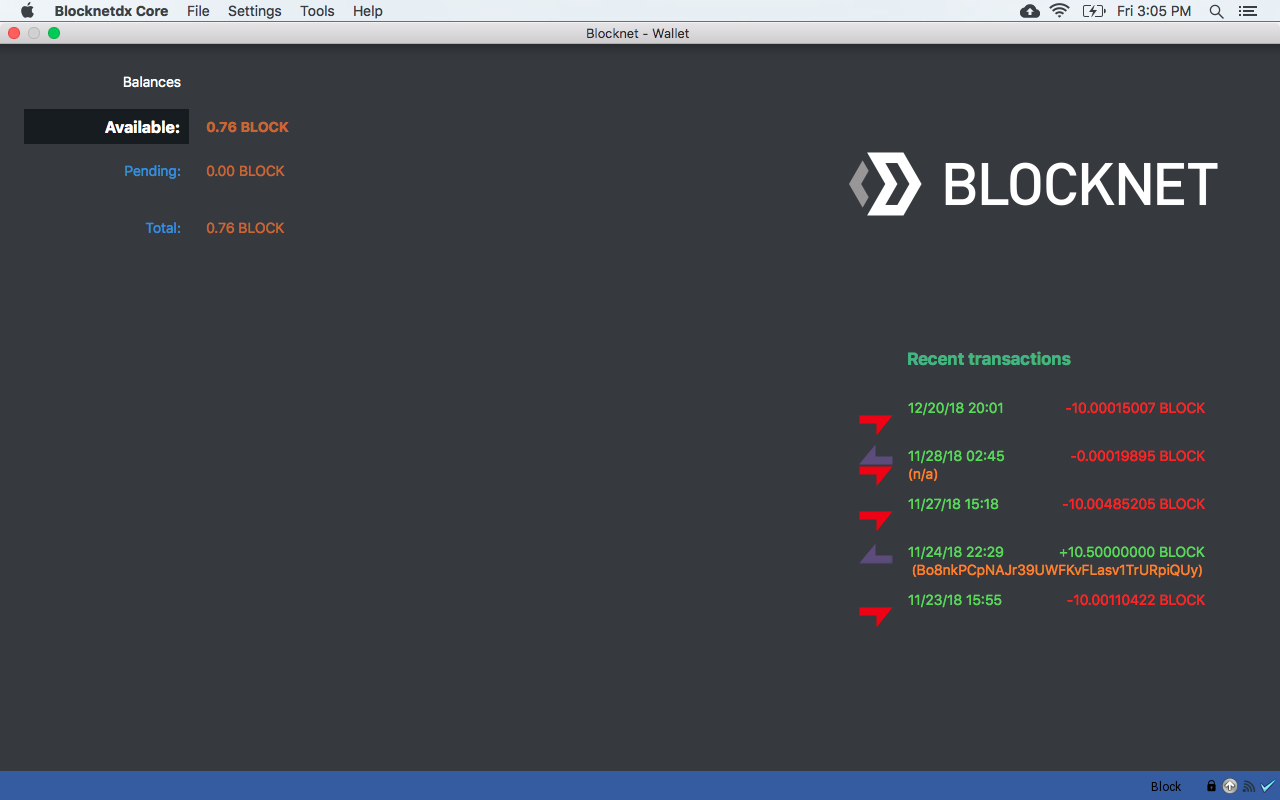 Blocknetdx Core File Settings Tools Help Fri 3:05 PM
Blocknet - Wallet
Balances
Available: 0.76 BLOCK
Pending: 0.00 BLOCK
Total: 0.76 BLOCK
BLOCKNET
Recent transactions
12/20/18 20:01 -10.00015007 BLOCK
11/28/18 02:45 -0.00019895 BLOCK
(n/a)
11/27/18 15:18 -10.00485205 BLOCK
11/24/18 22:29 +10.50000000 BLOCK
(Bo8nkPCpNAJr39UWFKvFLasv1TrURpiQUy)
11/23/18 15:55 -10.00110422 BLOCK
Block